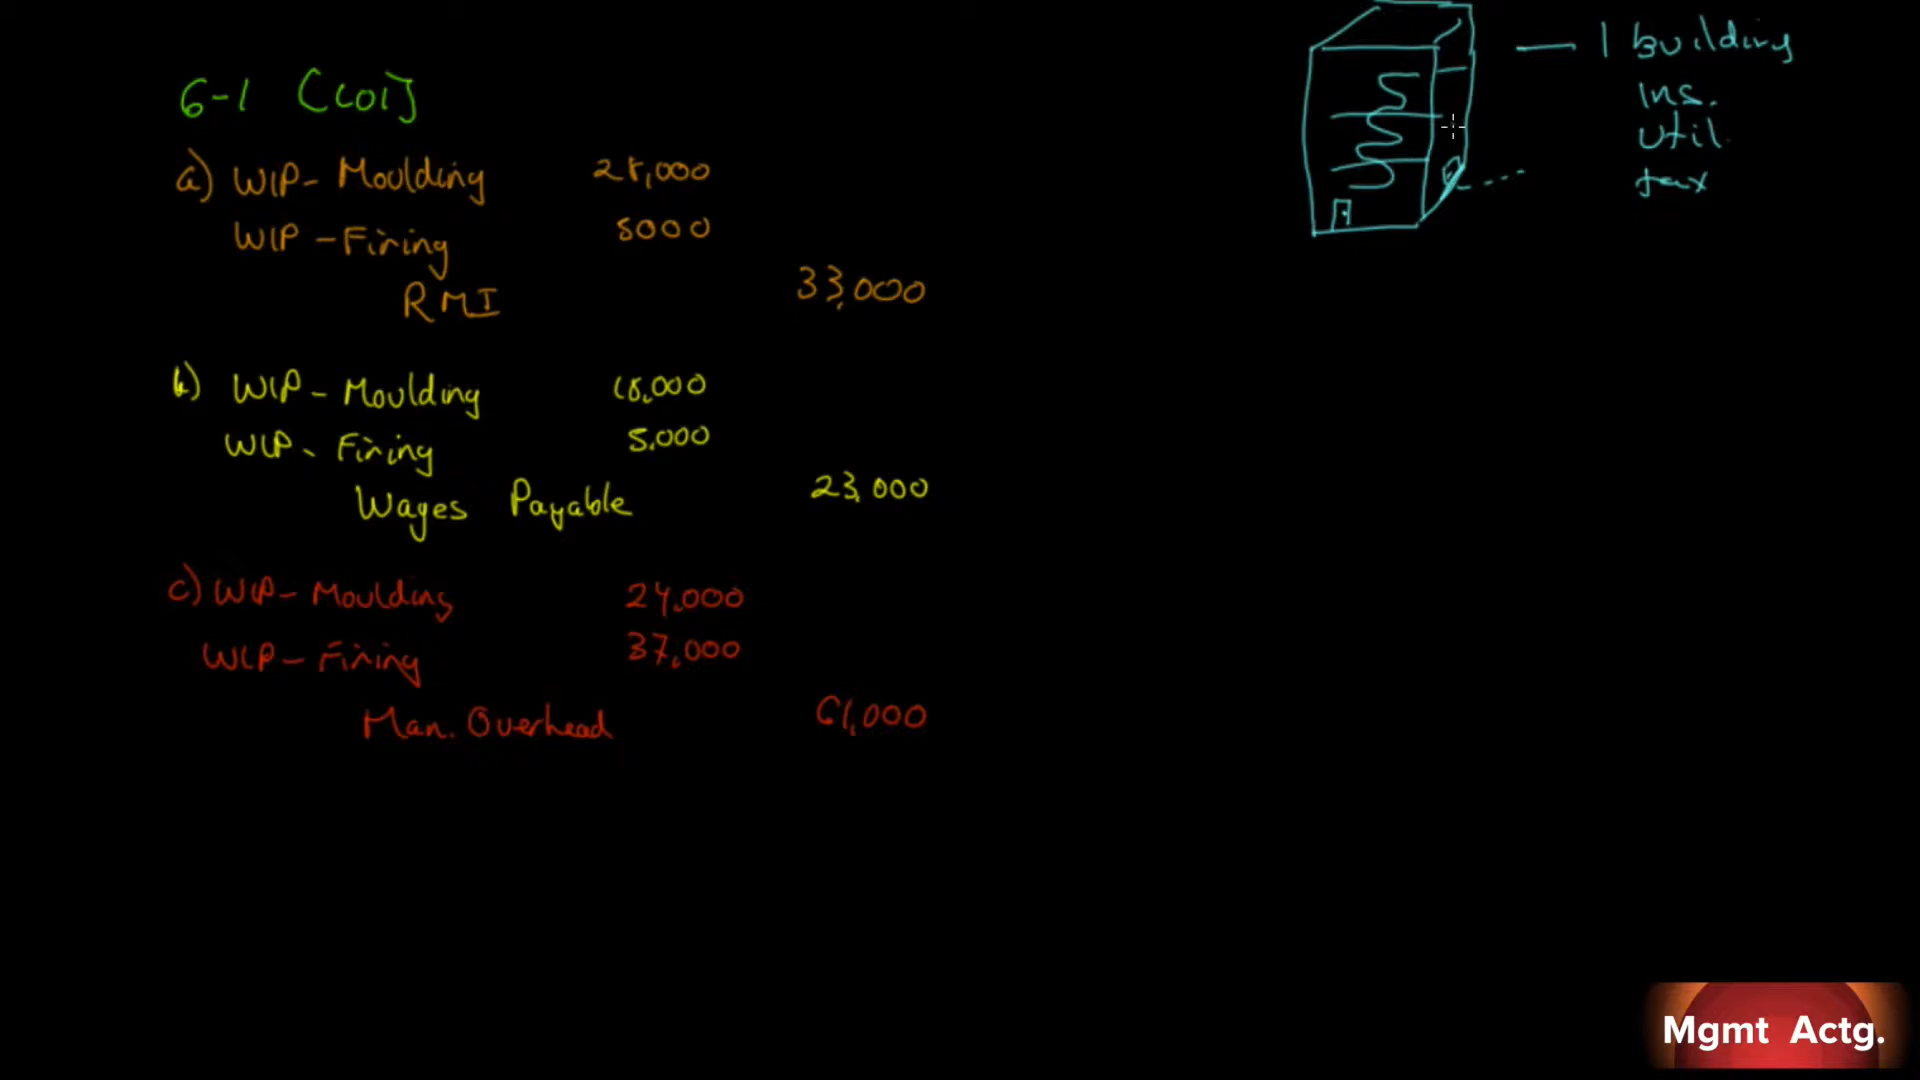 6-1 (LO1]
a) WIP- Moulding 28,000
WIP - Firing 5000
RMI 33,000
b) WIP - Moulding 18,000
WIP - Firing 5,000
Wages Payable 23,000
c) WIP- Moulding 24,000
WIP - Firing 37,000
Man. Overhead 61,000
1 building
Ins.
Util.
tax
Mgmt Actg.